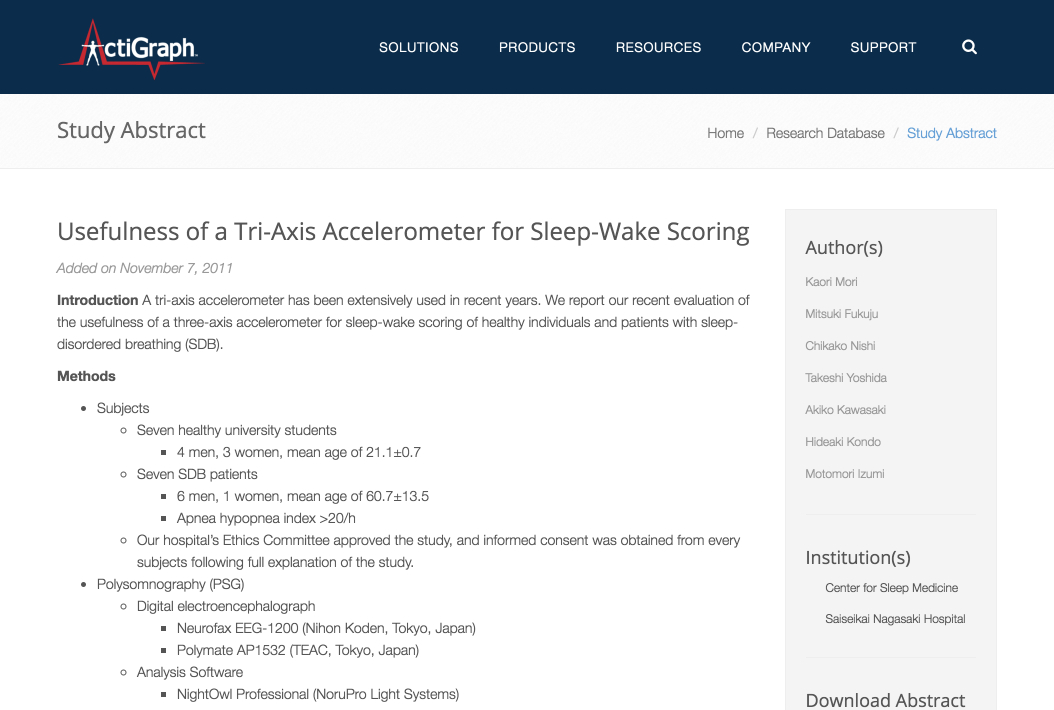 ActiGraph
SOLUTIONS PRODUCTS RESOURCES COMPANY SUPPORT
Study Abstract
Home / Research Database / Study Abstract
Usefulness of a Tri-Axis Accelerometer for Sleep-Wake Scoring
Added on November 7, 2011
Introduction A tri-axis accelerometer has been extensively used in recent years. We report our recent evaluation of
the usefulness of a three-axis accelerometer for sleep-wake scoring of healthy individuals and patients with sleep-
disordered breathing (SDB).
Methods
Subjects
Seven healthy university students
4 men, 3 women, mean age of 21.1±0.7
Seven SDB patients
6 men, 1 women, mean age of 60.7±13.5
Apnea hypopnea index >20/h
Our hospital's Ethics Committee approved the study, and informed consent was obtained from every
subjects following full explanation of the study.
Polysomnography (PSG)
Digital electroencephalograph
Neurofax EEG-1200 (Nihon Koden, Tokyo, Japan)
Polymate AP1532 (TEAC, Tokyo, Japan)
Analysis Software
NightOwl Professional (NoruPro Light Systems)
Author(s)
Kaori Mori
Mitsuki Fukuju
Chikako Nishi
Takeshi Yoshida
Akiko Kawasaki
Hideaki Kondo
Motomori Izumi
Institution(s)
Center for Sleep Medicine
Saiseikai Nagasaki Hospital
Download Abstract